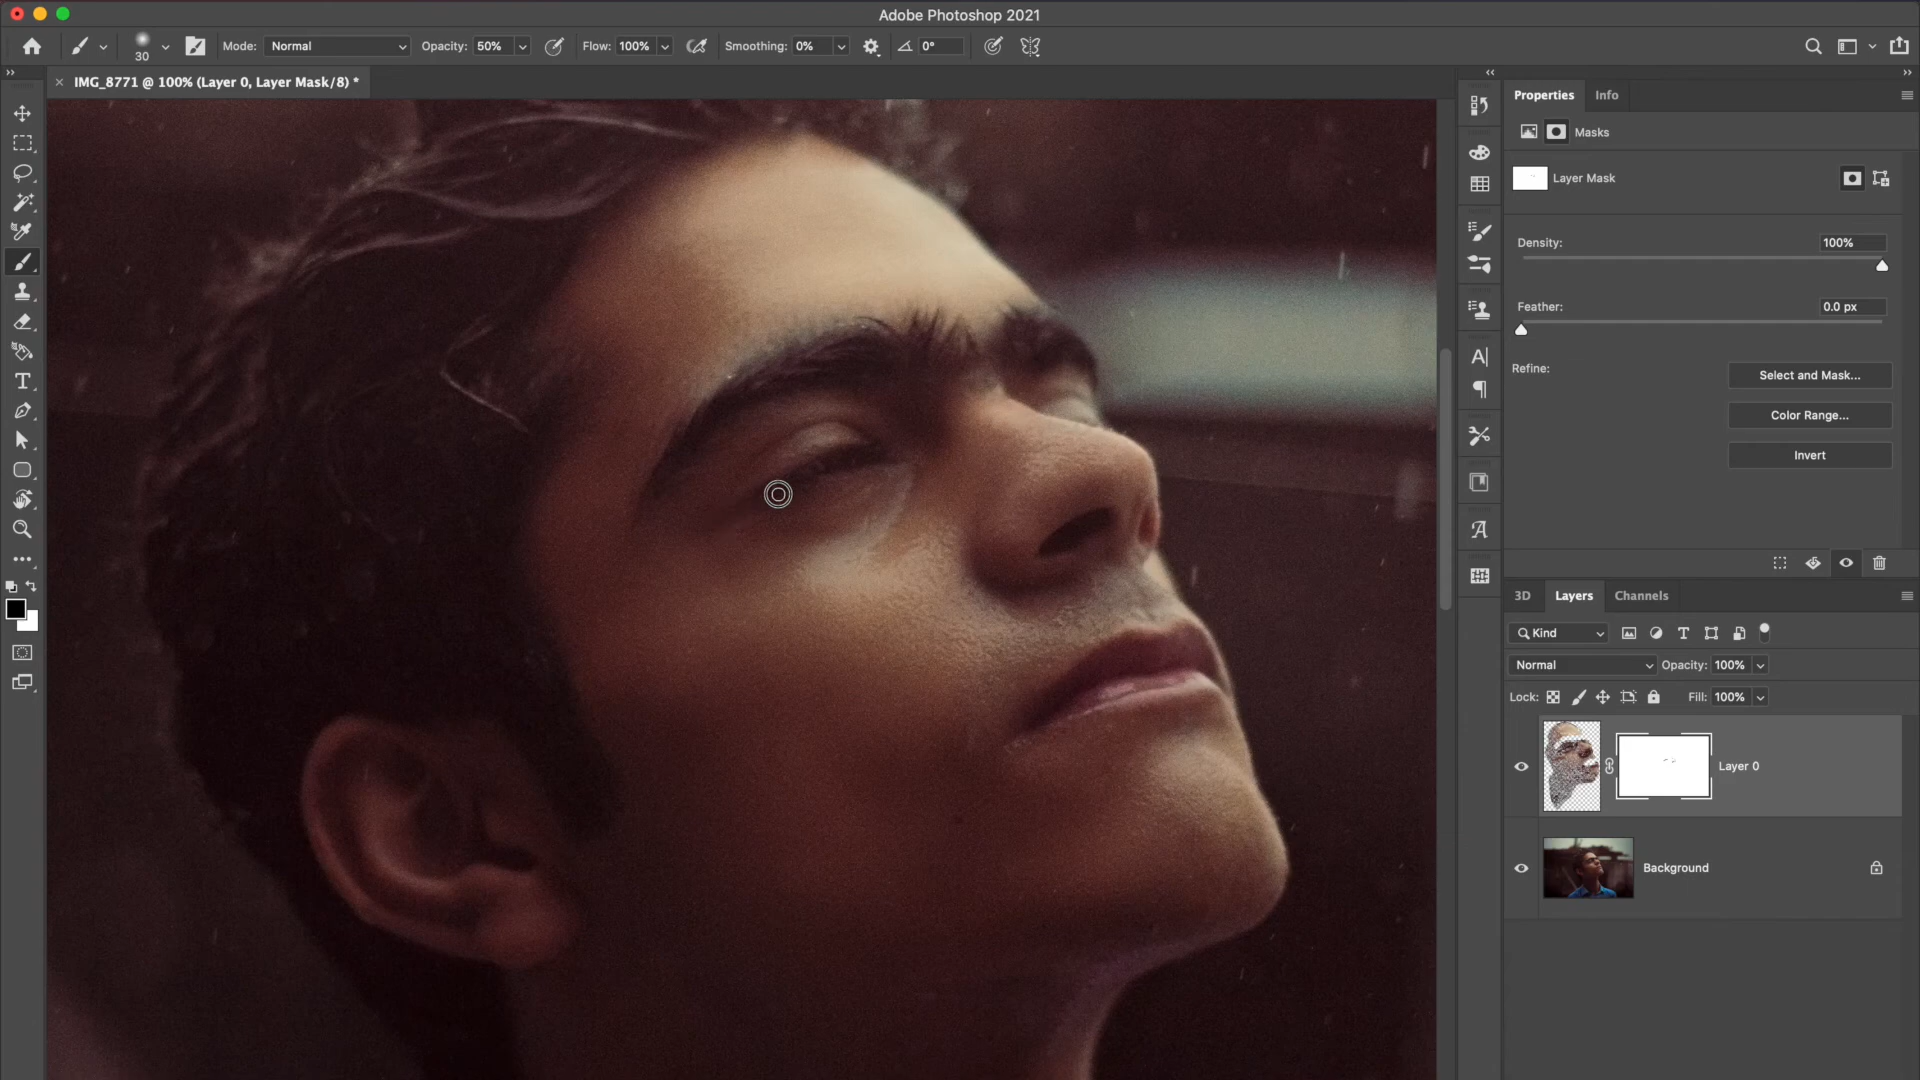 Adobe Photoshop 2021
30
Mode: Normal
Opacity: 50%
Flow: 100%
Smoothing: 0%
0°
IMG_8771 @ 100% (Layer 0, Layer Mask/8) *
Properties
Info
Masks
Layer Mask
Density: 100%
Feather: 0.0 px
Refine:
Select and Mask...
Color Range...
Invert
3D
Layers
Channels
Kind
Normal
Opacity: 100%
Lock:
Fill: 100%
Layer 0
Background